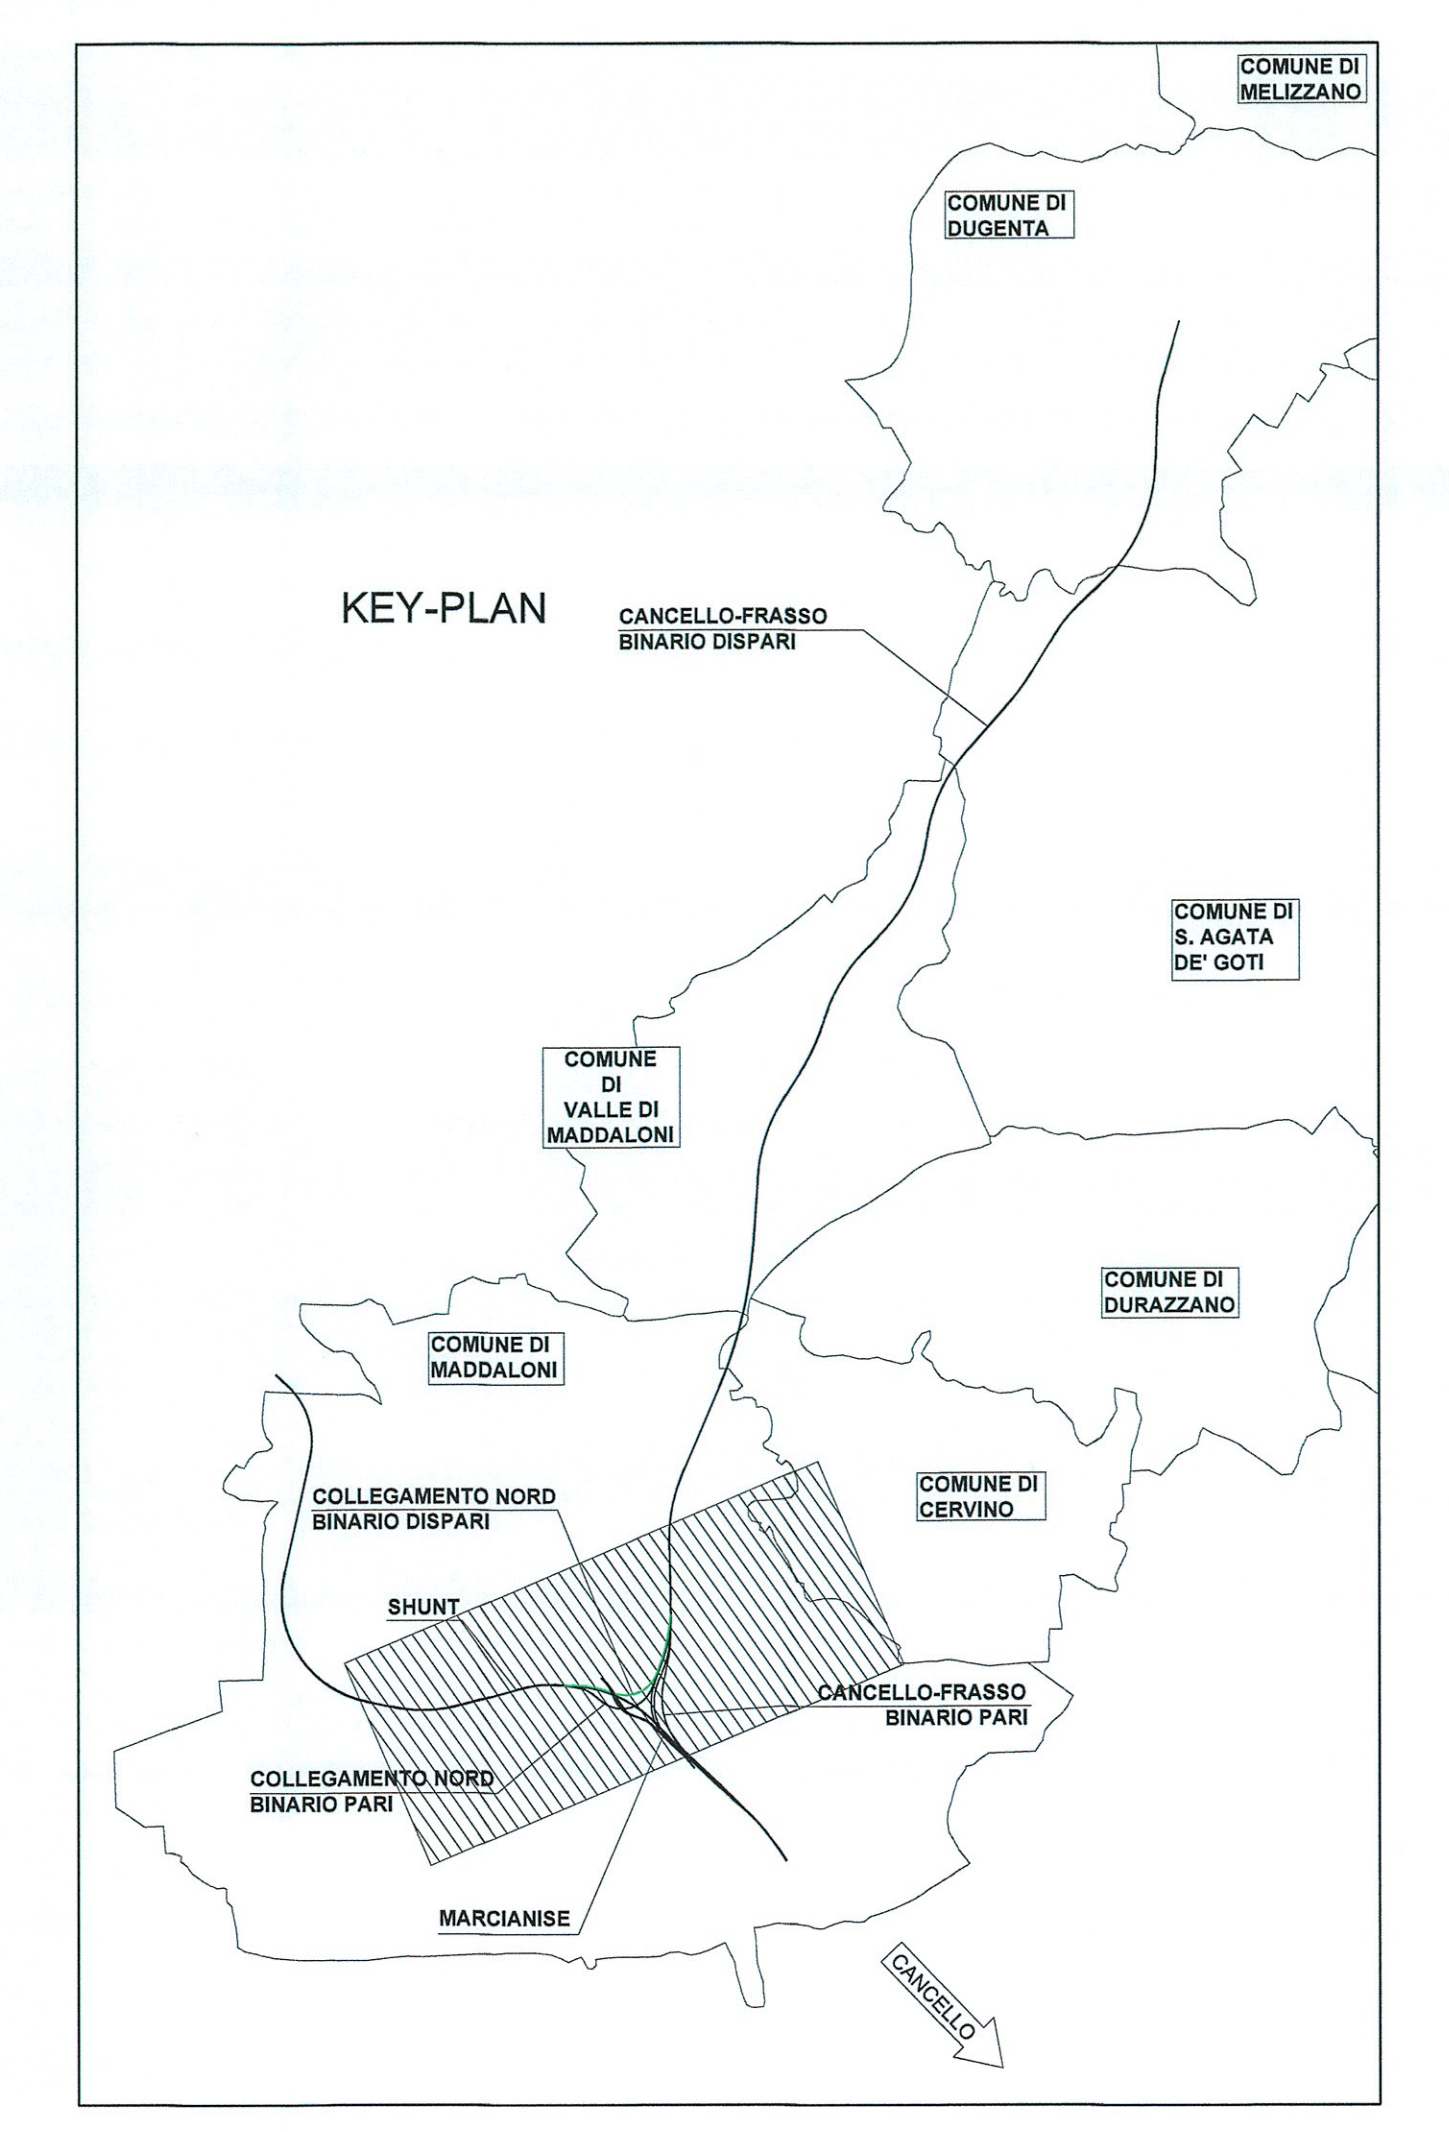 COMUNE DI
MELIZZANO
COMUNE DI
DUGENTA
KEY-PLAN
CANCELLO-FRASSO
BINARIO DISPARI
COMUNE DI
S. AGATA
DE' GOTI
COMUNE
DI
VALLE DI
MADDALONI
COMUNE DI
DURAZZANO
COMUNE DI
MADDALONI
COMUNE DI
CERVINO
COLLEGAMENTO NORD
BINARIO DISPARI
SHUNT
CANCELLO-FRASSO
BINARIO PARI
COLLEGAMENTO NORD
BINARIO PARI
MARCIANISE
CANCELLO